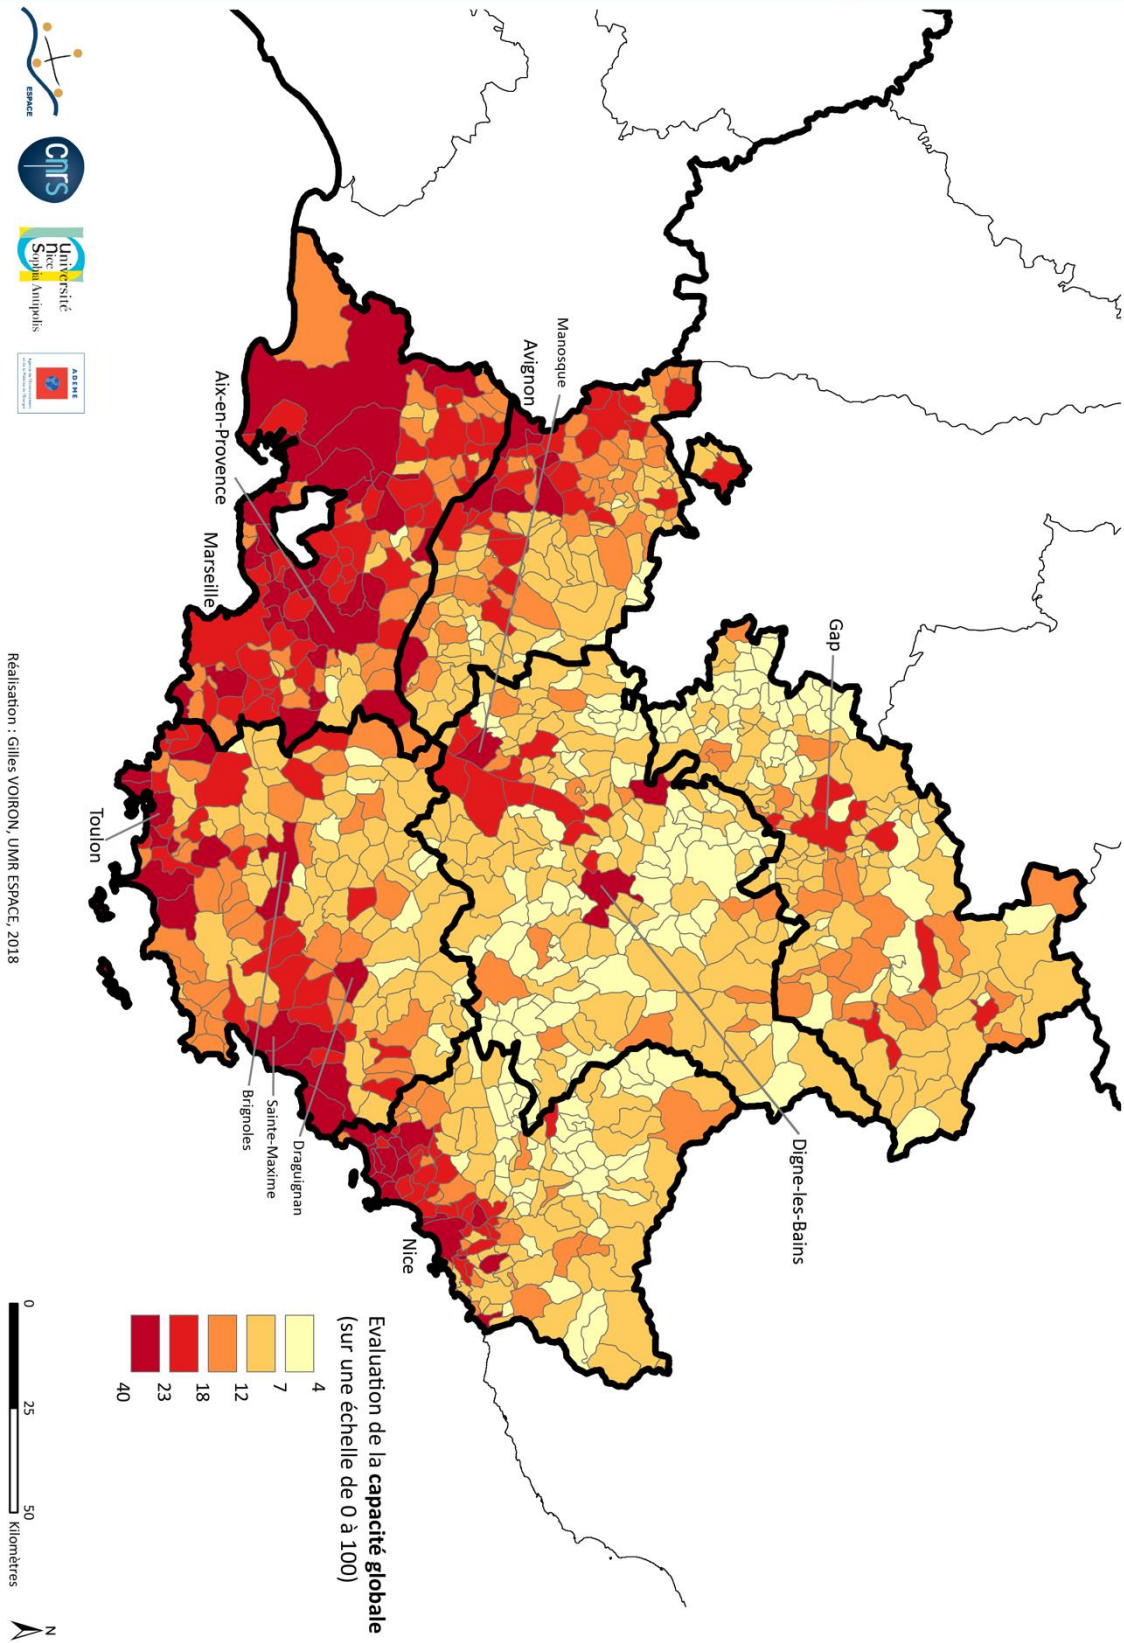 Gap
Digne-les-Bains
Manosque
Avignon
Aix-en-Provence
Marseille
Toulon
Brignoles
Sainte-Maxime
Draguignan
Nice
Evaluation de la capacité globale
(sur une échelle de 0 à 100)
4
7
12
18
23
40
0 25 50
Kilomètres
N
ESPACE
cnrs
Université
nice
Sophia Antipolis
ADEME
Réalisation : Gilles VOIRON, UMR ESPACE, 2018